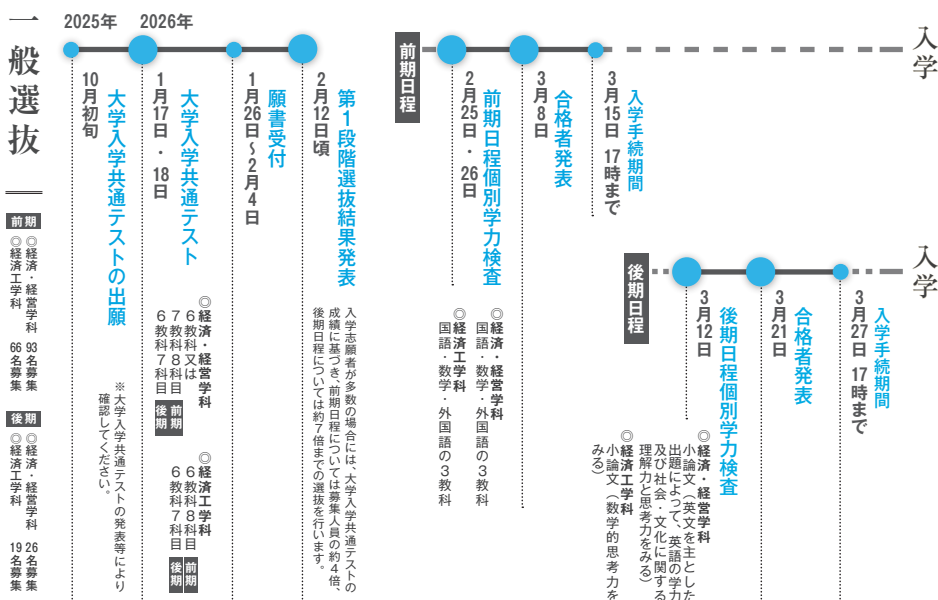 一般選抜
前期
◎経済・経営学科 93名募集
◎経済工学科 66名募集
後期
◎経済・経営学科 26名募集
◎経済工学科 19名募集
2025年
2026年
大学入学共通テストの出願
10月初旬
※大学入学共通テストの発表等により
確認してください。
大学入学共通テスト
1月17日・18日
◎経済・経営学科
6教科又は
7教科8科目 前期
6教科7科目 後期
◎経済工学科
6教科8科目 前期
6教科7科目 後期
願書受付
1月26日~2月4日
第1段階選抜結果発表
2月12日頃
入学志願者が多数の場合には、大学入学共通テストの
成績に基づき、前期日程については募集人員の約4倍、
後期日程については約7倍までの選抜を行います。
前期日程
前期日程個別学力検査
2月25日・26日
◎経済・経営学科
国語・数学・外国語の3教科
◎経済工学科
国語・数学・外国語の3教科
合格者発表
3月8日
入学手続期間
3月15日 17時まで
入学
後期日程
後期日程個別学力検査
3月12日
◎経済・経営学科
小論文(英文を主とした
出題によって、英語の学力
及び社会・文化に関する
理解力と思考力をみる)
◎経済工学科
小論文(数学的思考力を
みる)
合格者発表
3月21日
入学手続期間
3月27日 17時まで
入学